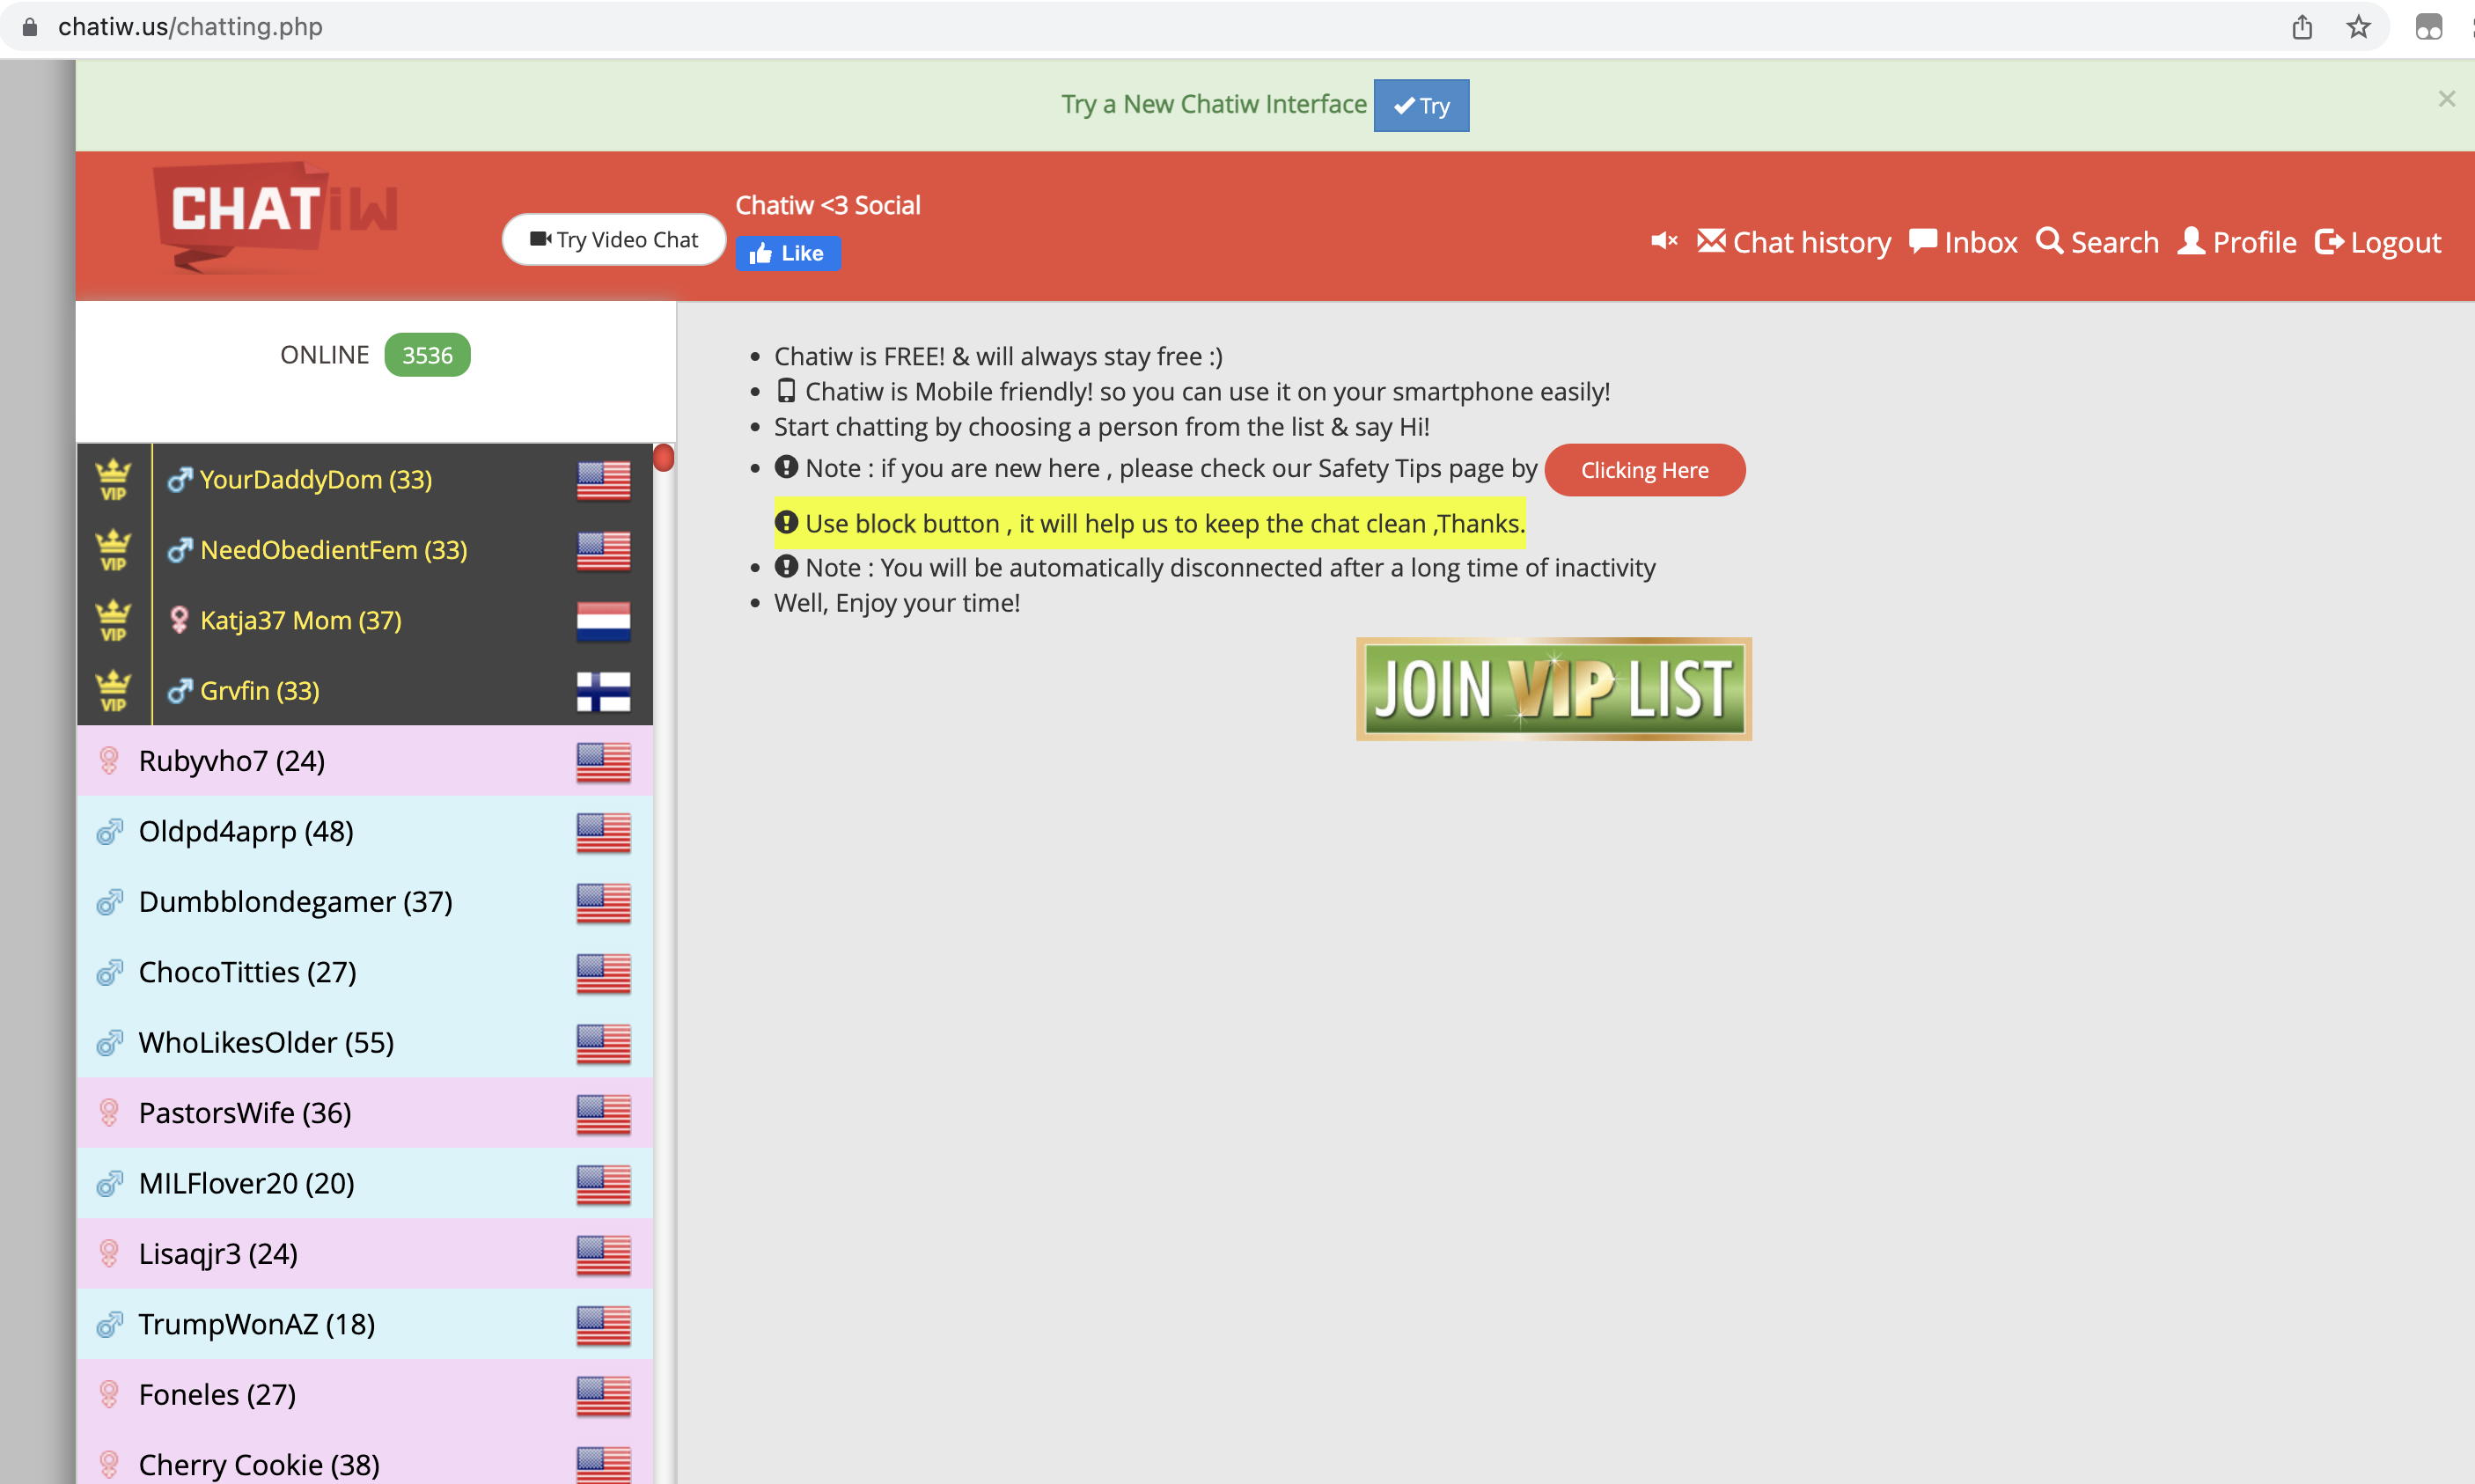 chatiw.us/chatting.php
Try a New Chatiw Interface Try
×
CHATiW
Try Video Chat
Chatiw <3 Social
Like
Chat history Inbox Search Profile Logout
ONLINE 3536
VIP YourDaddyDom (33)
VIP NeedObedientFem (33)
VIP Katja37 Mom (37)
VIP Grvfin (33)
Rubyvho7 (24)
Oldpd4aprp (48)
Dumbblondegamer (37)
ChocoTitties (27)
WhoLikesOlder (55)
PastorsWife (36)
MILFlover20 (20)
Lisaqjr3 (24)
TrumpWonAZ (18)
Foneles (27)
Cherry Cookie (38)
• Chatiw is FREE! & will always stay free :)
• Chatiw is Mobile friendly! so you can use it on your smartphone easily!
• Start chatting by choosing a person from the list & say Hi!
• Note : if you are new here , please check our Safety Tips page by Clicking Here
Use block button , it will help us to keep the chat clean ,Thanks.
• Note : You will be automatically disconnected after a long time of inactivity
• Well, Enjoy your time!
JOIN VIP LIST